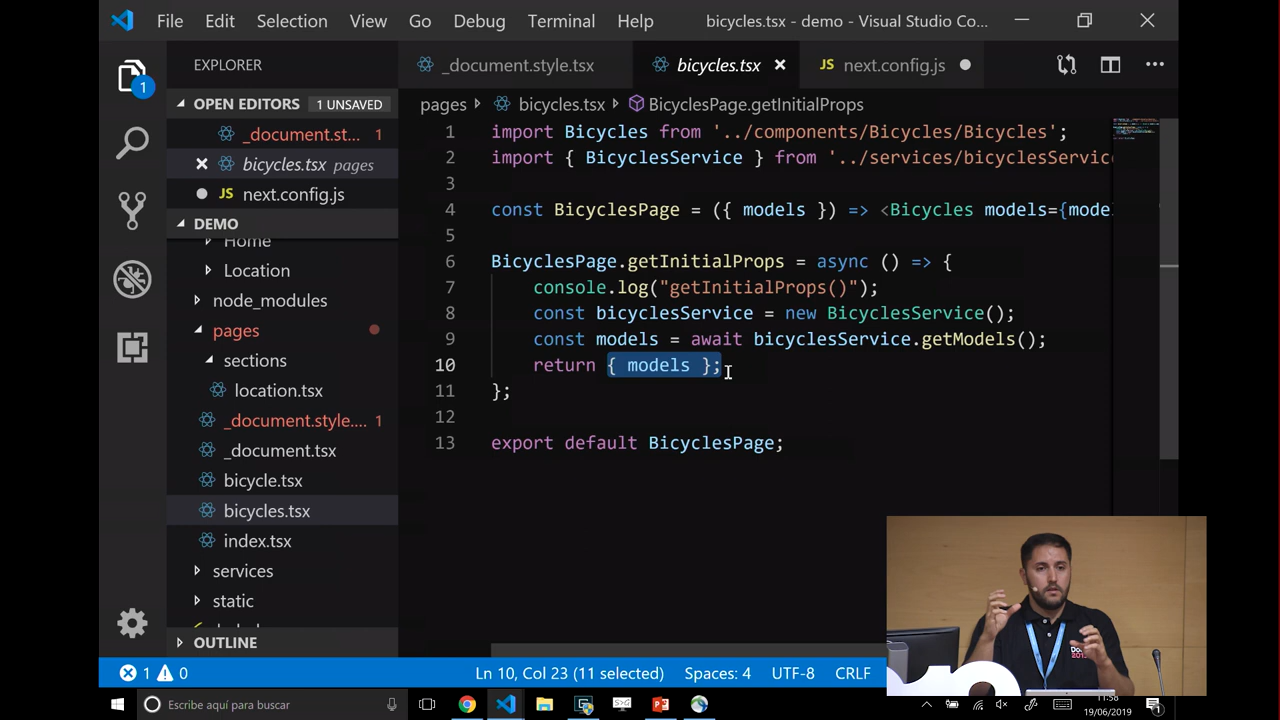 File Edit Selection View Go Debug Terminal Help bicycles.tsx - demo - Visual Studio Co...
EXPLORER
_document.style.tsx bicycles.tsx JS next.config.js
1
OPEN EDITORS 1 UNSAVED
_document.st... 1
bicycles.tsx pages
JS next.config.js
DEMO
Home
Location
node_modules
pages
sections
location.tsx
_document.style.... 1
_document.tsx
bicycle.tsx
bicycles.tsx
index.tsx
services
static
OUTLINE
pages bicycles.tsx BicyclesPage.getInitialProps
1 import Bicycles from '../components/Bicycles/Bicycles';
2 import { BicyclesService } from '../services/bicyclesService
3
4 const BicyclesPage = ({ models }) => <Bicycles models={mode
5
6 BicyclesPage.getInitialProps = async () => {
7 console.log("getInitialProps()");
8 const bicyclesService = new BicyclesService();
9 const models = await bicyclesService.getModels();
10 return { models };
11 };
12
13 export default BicyclesPage;
1 0 Ln 10, Col 23 (11 selected) Spaces: 4 UTF-8 CRLF
Escribe aquí para buscar
11:58
19/06/2019